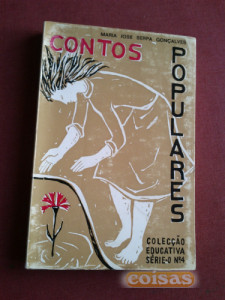 MARIA JOSÉ SERPA GONÇALVES
CONTOS
POPULARES
COLECÇÃO
EDUCATIVA
SÉRIE-O Nº4
coisas